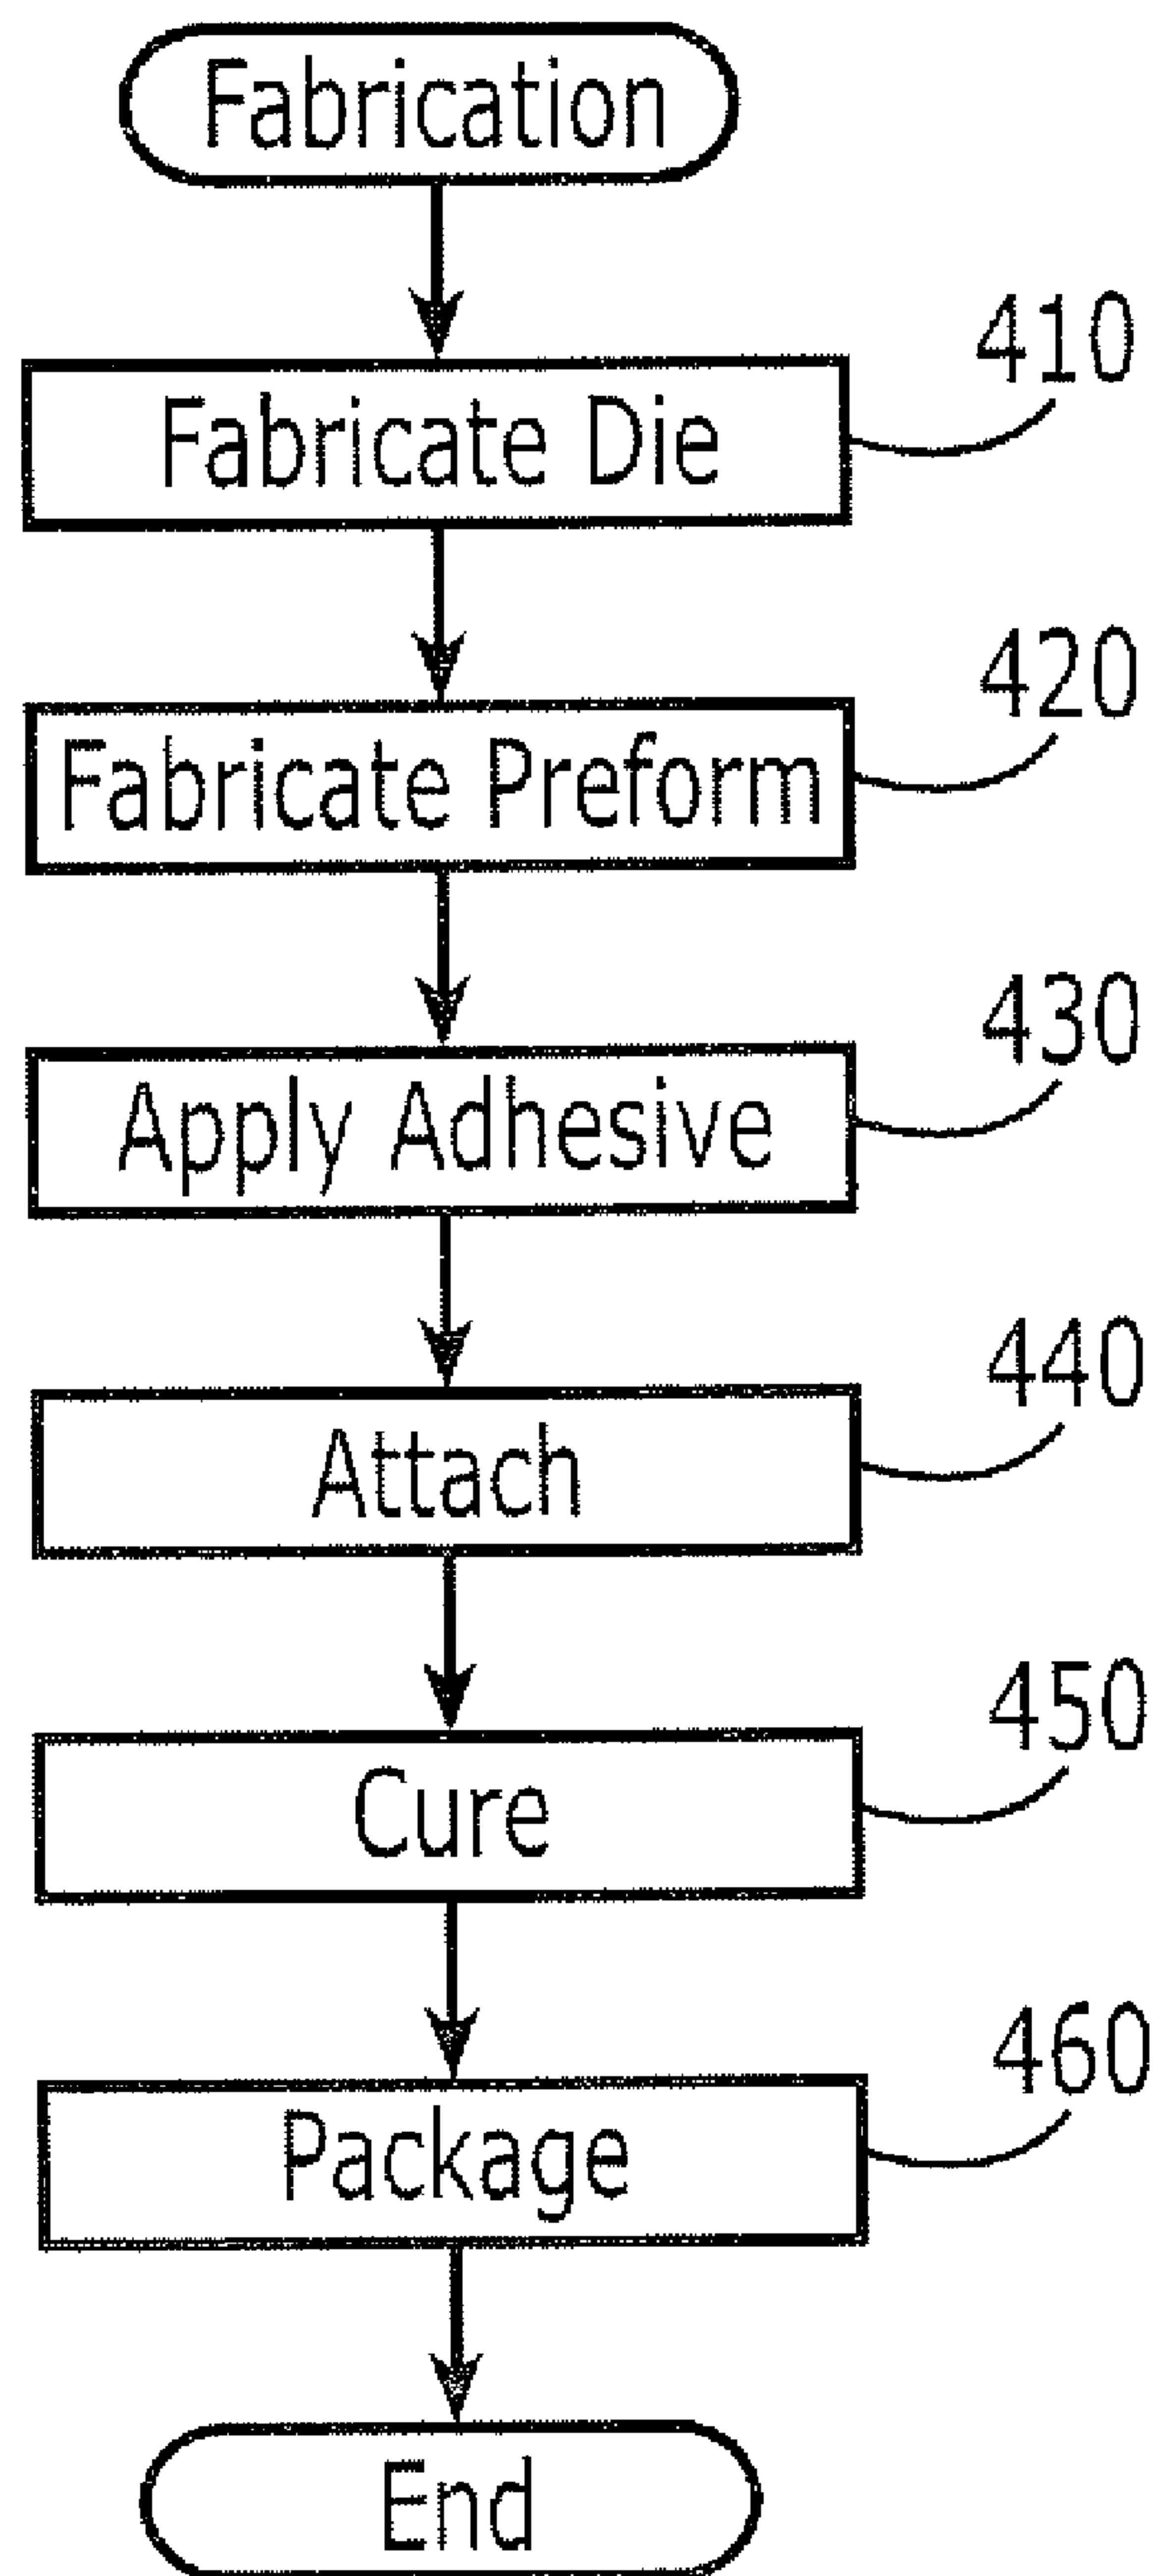 Fabrication
410
Fabricate Die
420
Fabricate Preform
430
Apply Adhesive
440
Attach
450
Cure
460
Package
End